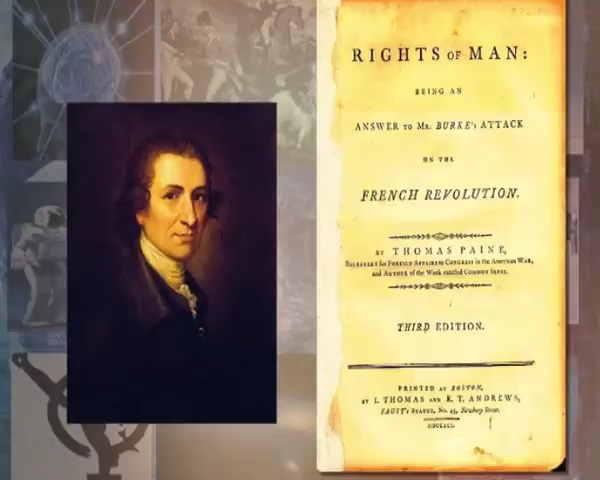 RIGHTS OF MAN:
BEING AN
ANSWER TO MR. BURKE'S ATTACK
ON THE
FRENCH REVOLUTION.
BY THOMAS PAINE,
SECRETARY for FOREIGN AFFAIRS to CONGRESS in the AMERICAN WAR,
and AUTHOR of the Work entitled COMMON SENSE.
THIRD EDITION.
PRINTED AT BOSTON,
BY I. THOMAS AND E. T. ANDREWS,
FAUST's STATUE, No. 45, Newbury Street.
MDCCXCI.